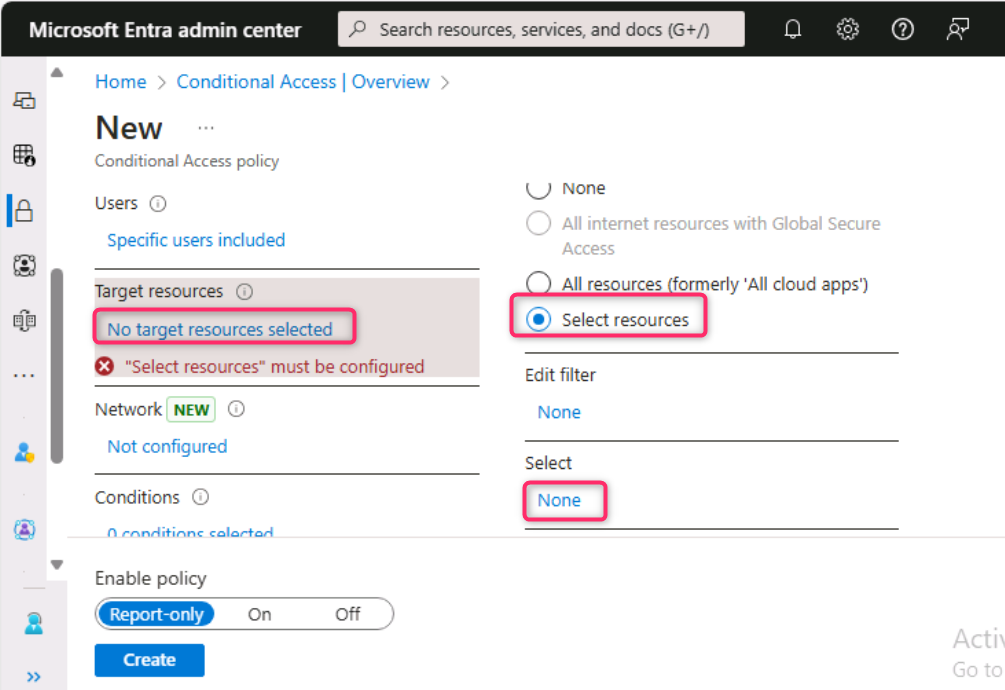 Microsoft Entra admin center
Search resources, services, and docs (G+/)
Home > Conditional Access | Overview >
New ...
Conditional Access policy
Users
Specific users included
Target resources
No target resources selected
"Select resources" must be configured
Network NEW
Not configured
Conditions
0 conditions selected
None
All internet resources with Global Secure
Access
All resources (formerly 'All cloud apps')
Select resources
Edit filter
None
Select
None
Enable policy
Report-only On Off
Create
Go to